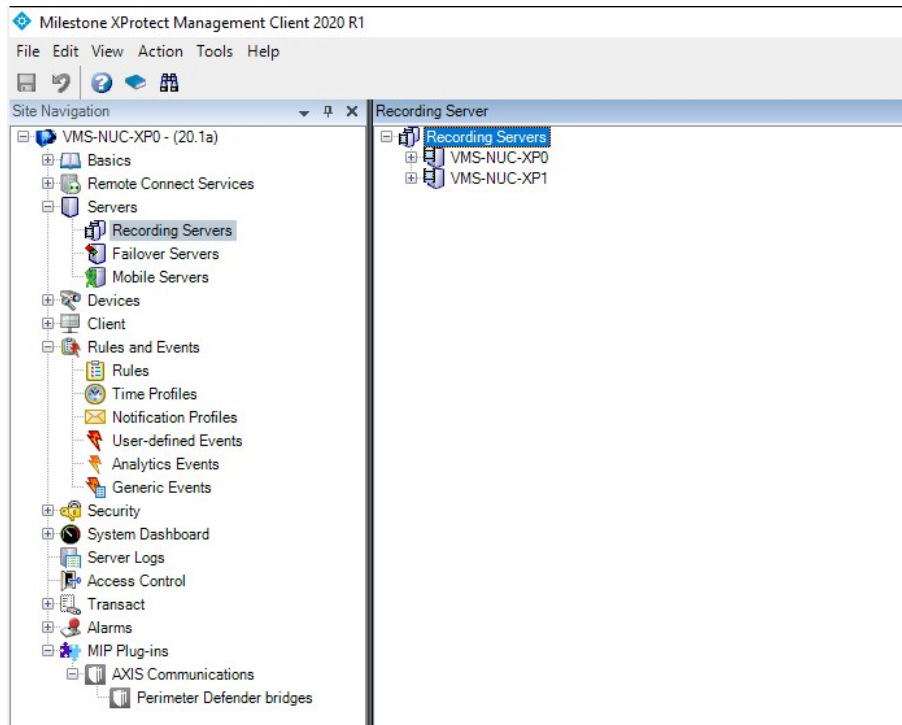 Milestone XProtect Management Client 2020 R1
File Edit View Action Tools Help
Site Navigation
VMS-NUC-XP0 - (20.1a)
Basics
Remote Connect Services
Servers
Recording Servers
Failover Servers
Mobile Servers
Devices
Client
Rules and Events
Rules
Time Profiles
Notification Profiles
User-defined Events
Analytics Events
Generic Events
Security
System Dashboard
Server Logs
Access Control
Transact
Alarms
MIP Plug-ins
AXIS Communications
Perimeter Defender bridges
Recording Server
Recording Servers
VMS-NUC-XP0
VMS-NUC-XP1